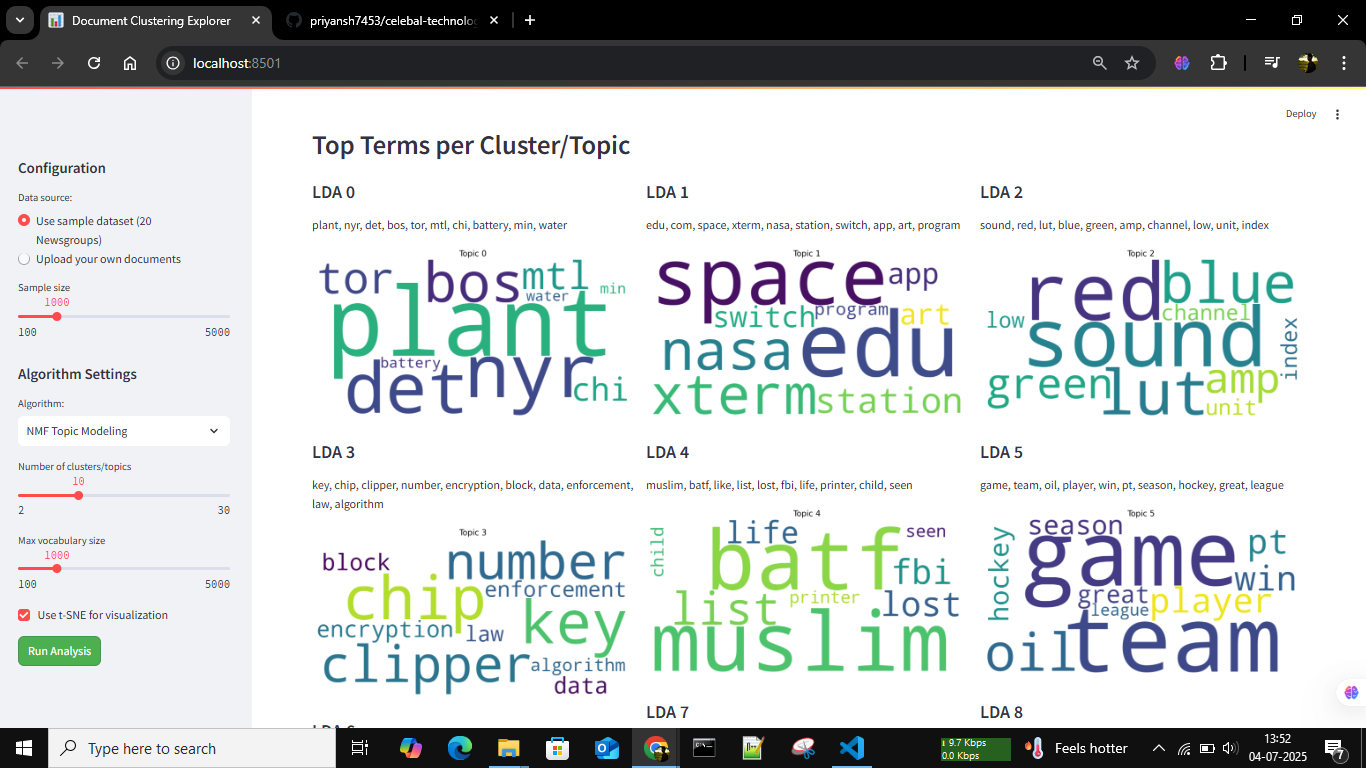 Document Clustering Explorer
priyansh7453/celebal-technolog
localhost:8501
Deploy
Configuration
Data source:
Use sample dataset (20
Newsgroups)
Upload your own documents
Sample size
1000
100 5000
Algorithm Settings
Algorithm:
NMF Topic Modeling
Number of clusters/topics
10
2 30
Max vocabulary size
1000
100 5000
Use t-SNE for visualization
Run Analysis
Top Terms per Cluster/Topic
LDA 0
plant, nyr, det, bos, tor, mtl, chi, battery, min, water
Topic 0
tor bos mtl
water min
plant
battery
det nyr chi
LDA 1
edu, com, space, xterm, nasa, station, switch, app, art, program
Topic 1
space app
switch program art
nasa edu
xterm station
LDA 2
sound, red, lut, blue, green, amp, channel, low, unit, index
Topic 2
red blue
low channel
sound index
green lut amp
unit
LDA 3
key, chip, clipper, number, encryption, block, data, enforcement,
law, algorithm
Topic 3
block number
chip enforcement
encryption law key
clipper algorithm
data
LDA 4
muslim, batf, like, list, lost, fbi, life, printer, child, seen
Topic 4
child life seen
batf fbi
list printer lost
muslim
LDA 5
game, team, oil, player, win, pt, season, hockey, great, league
Topic 5
season
hockey game pt
great win
league player
oil team
LDA 7
LDA 8
Type here to search
9.7 Kbps
0.0 Kbps
Feels hotter
13:52
04-07-2025
7